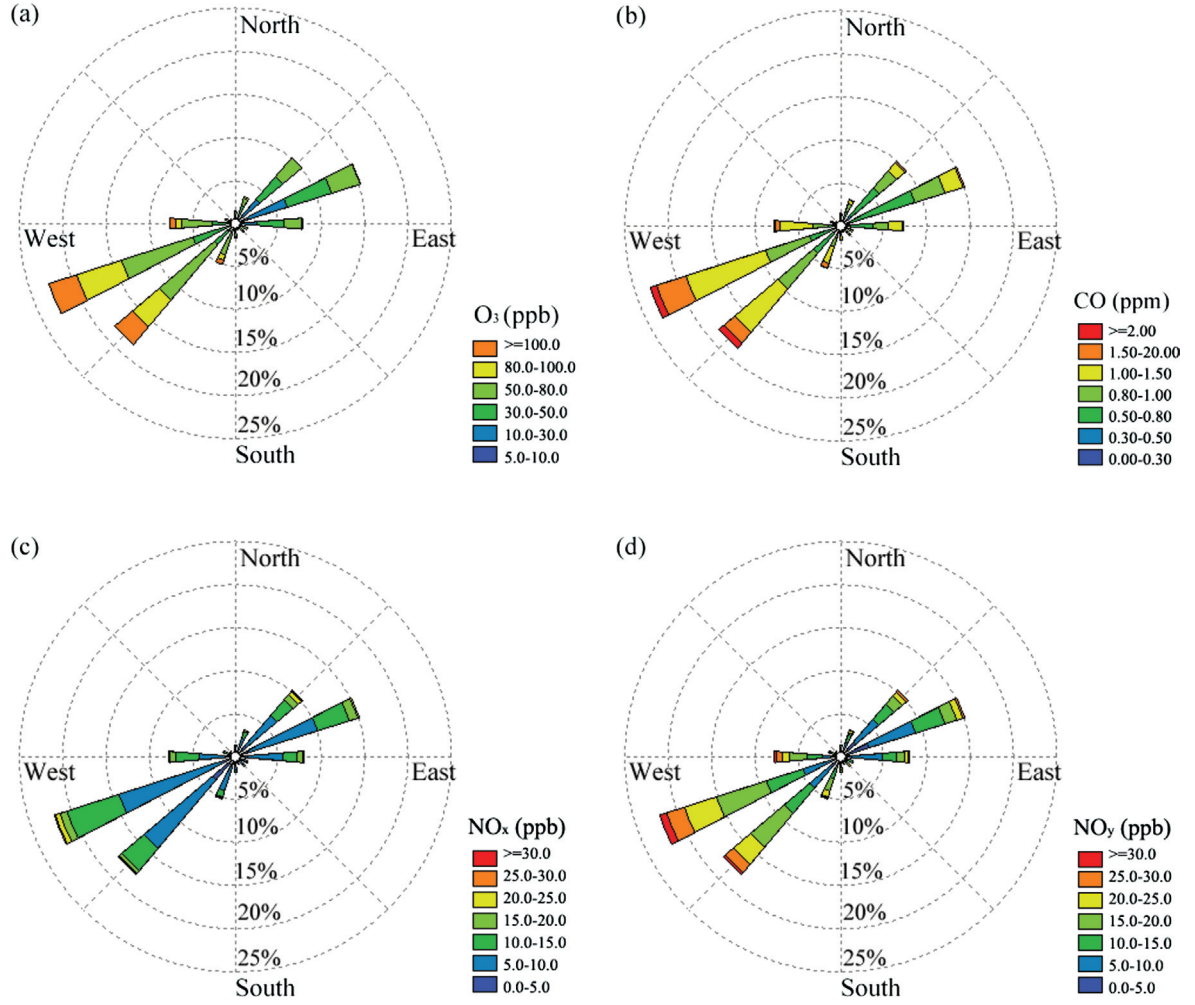 (a)
North
West
East
5%
10%
15%
20%
25%
South
O3 (ppb)
>=100.0
80.0-100.0
50.0-80.0
30.0-50.0
10.0-30.0
5.0-10.0
(b)
North
West
East
5%
10%
15%
20%
25%
South
CO (ppm)
>=2.00
1.50-20.00
1.00-1.50
0.80-1.00
0.50-0.80
0.30-0.50
0.00-0.30
(c)
North
West
East
5%
10%
15%
20%
25%
South
NOx (ppb)
>=30.0
25.0-30.0
20.0-25.0
15.0-20.0
10.0-15.0
5.0-10.0
0.0-5.0
(d)
North
West
East
5%
10%
15%
20%
25%
South
NOy (ppb)
>=30.0
25.0-30.0
20.0-25.0
15.0-20.0
10.0-15.0
5.0-10.0
0.0-5.0